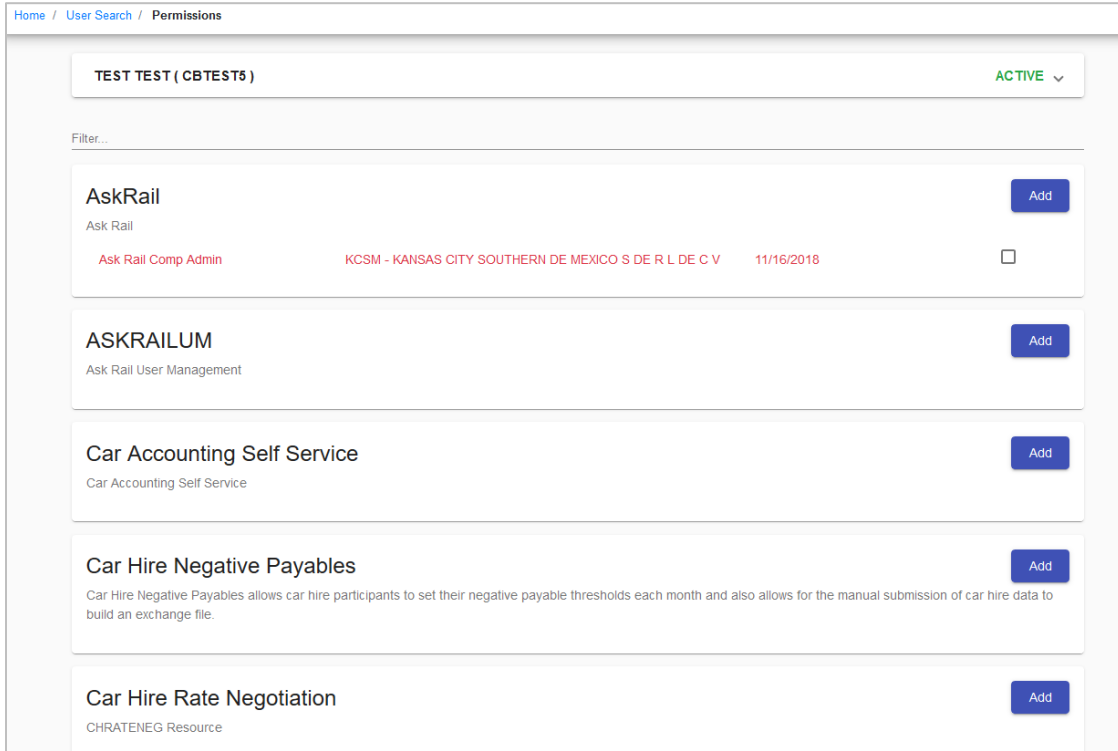 Home / User Search / Permissions
TEST TEST ( CBTEST5 ) ACTIVE
Filter...
AskRail Add
Ask Rail
Ask Rail Comp Admin KCSM - KANSAS CITY SOUTHERN DE MEXICO S DE R L DE C V 11/16/2018
ASKRAILUM Add
Ask Rail User Management
Car Accounting Self Service Add
Car Accounting Self Service
Car Hire Negative Payables Add
Car Hire Negative Payables allows car hire participants to set their negative payable thresholds each month and also allows for the manual submission of car hire data to
build an exchange file.
Car Hire Rate Negotiation Add
CHRATENEG Resource